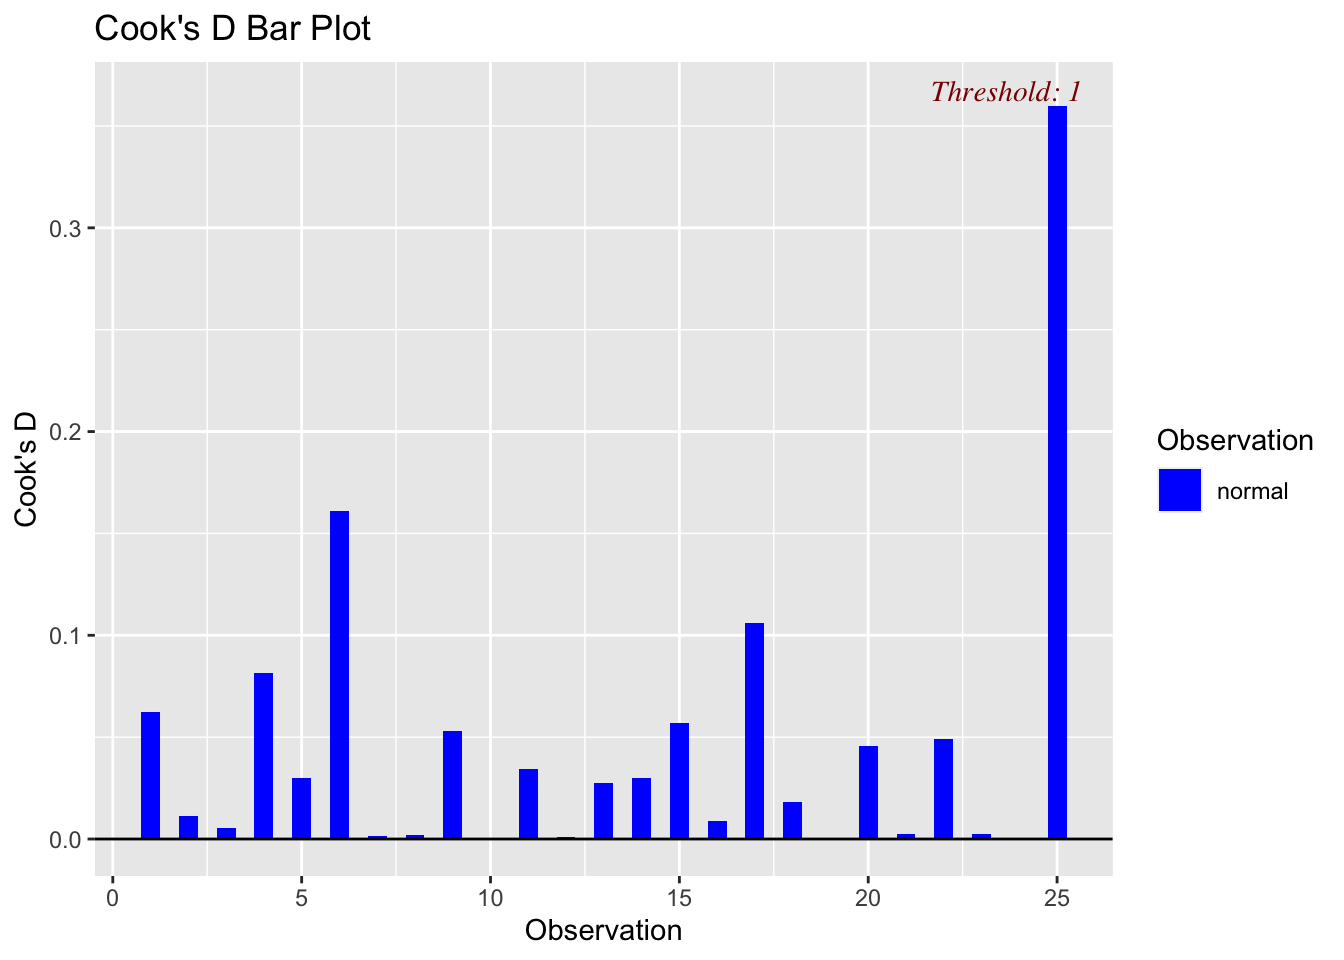 Cook's D Bar Plot
Threshold: 1
0.3
0.2
0.1
0.0
Cook's D
0 5 10 15 20 25
Observation
Observation
normal